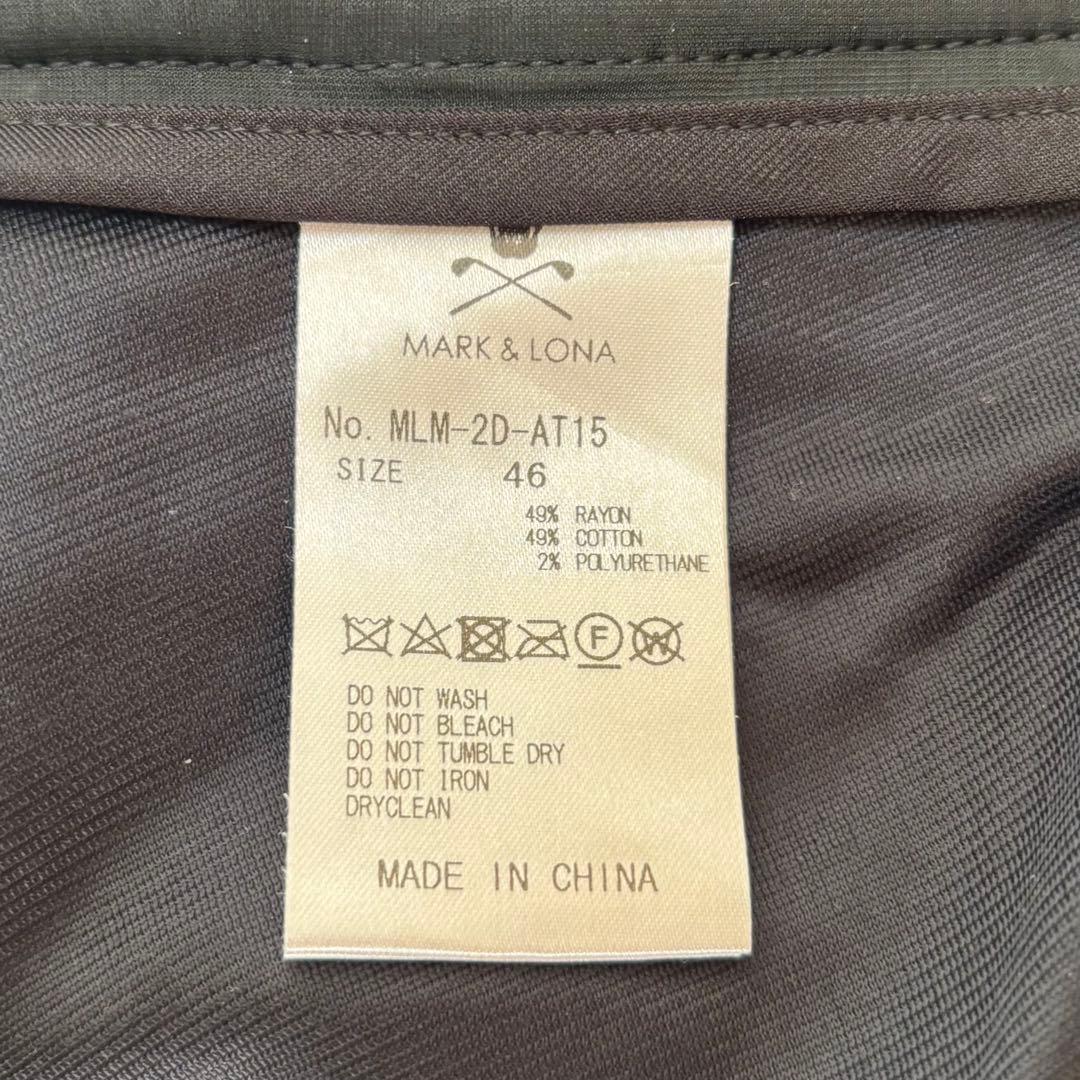 MARK & LONA
No. MLM-2D-AT15
SIZE 46
49% RAYON
49% COTTON
2% POLYURETHANE
F W
DO NOT WASH
DO NOT BLEACH
DO NOT TUMBLE DRY
DO NOT IRON
DRYCLEAN
MADE IN CHINA